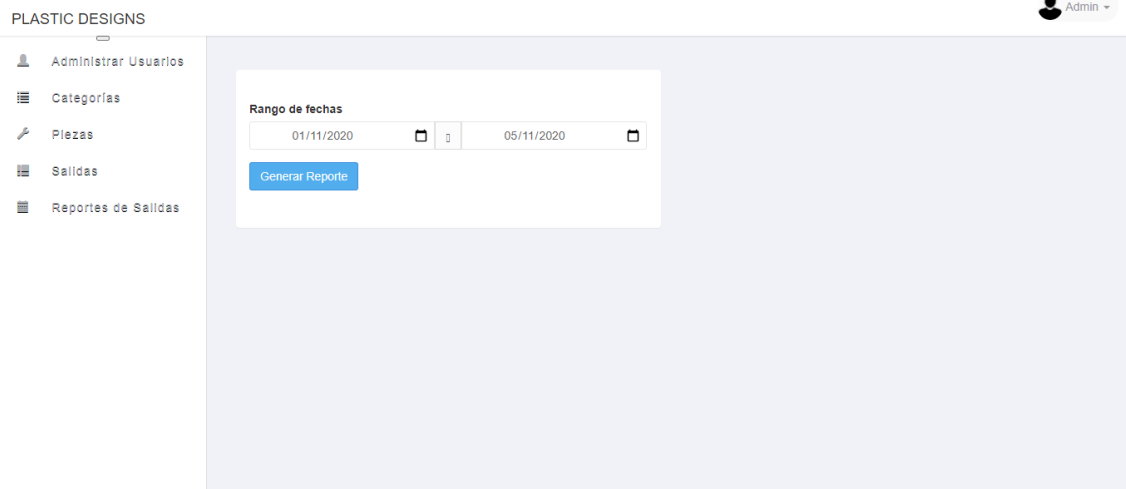 PLASTIC DESIGNS
Admin
Administrar Usuarios
Categorías
Piezas
Salidas
Reportes de Salidas
Rango de fechas
01/11/2020
05/11/2020
Generar Reporte